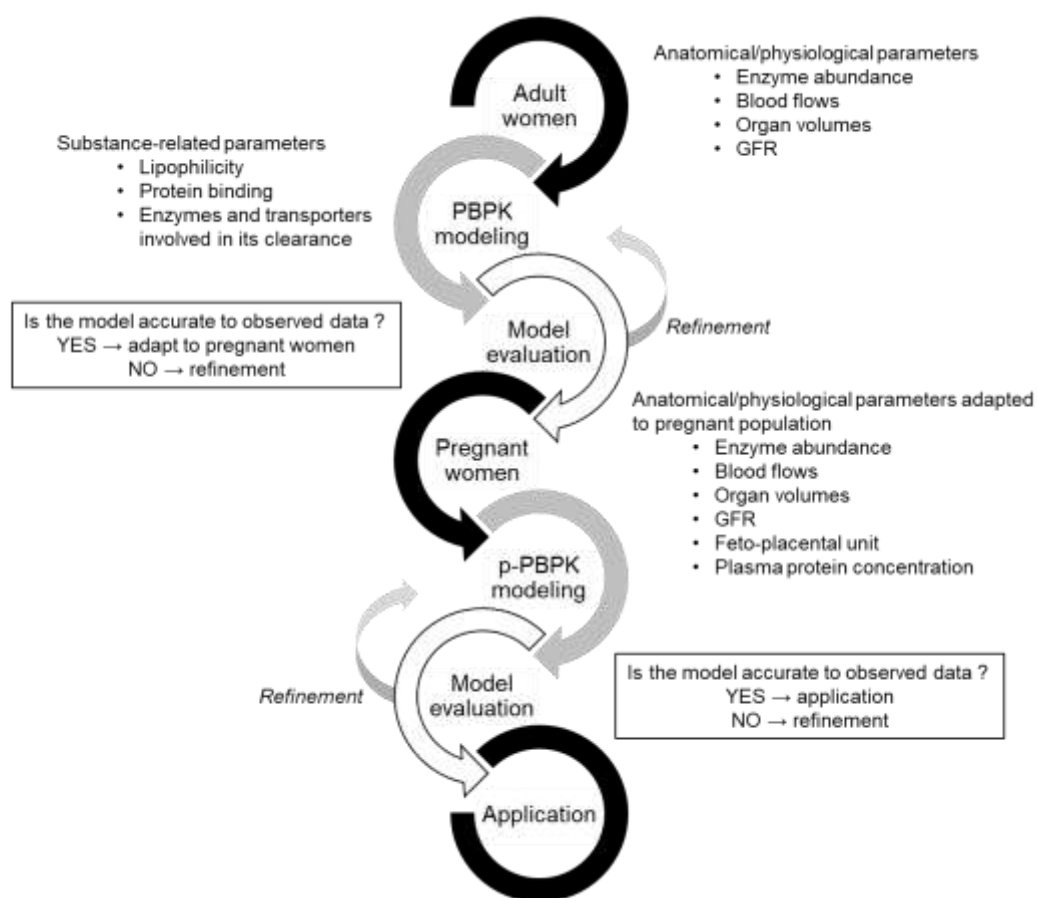 Adult
women
Anatomical/physiological parameters
• Enzyme abundance
• Blood flows
• Organ volumes
• GFR
Substance-related parameters
• Lipophilicity
• Protein binding
• Enzymes and transporters
involved in its clearance
PBPK
modeling
Is the model accurate to observed data ?
YES → adapt to pregnant women
NO → refinement
Model
evaluation
Refinement
Pregnant
women
Anatomical/physiological parameters adapted
to pregnant population
• Enzyme abundance
• Blood flows
• Organ volumes
• GFR
• Feto-placental unit
• Plasma protein concentration
p-PBPK
modeling
Refinement
Model
evaluation
Is the model accurate to observed data ?
YES → application
NO → refinement
Application